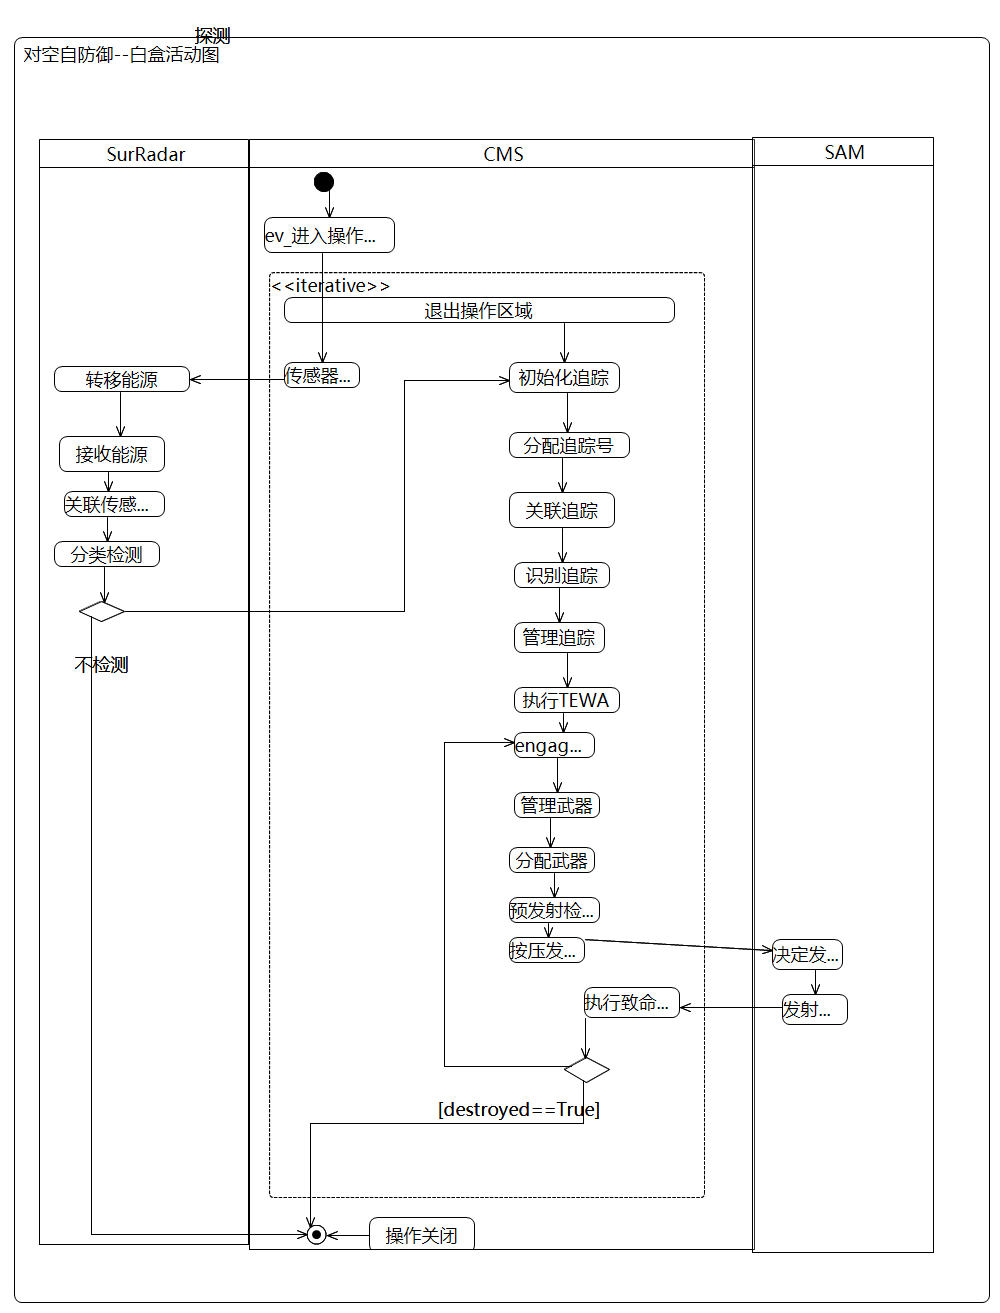 探测
对空自防御--白盒活动图
SurRadar
CMS
SAM
ev_进入操作...
<<iterative>>
退出操作区域
传感器...
转移能源
初始化追踪
接收能源
分配追踪号
关联传感...
关联追踪
分类检测
识别追踪
管理追踪
不检测
执行TEWA
engag...
管理武器
分配武器
预发射检...
按压发...
决定发...
执行致命...
发射...
[destroyed==True]
操作关闭